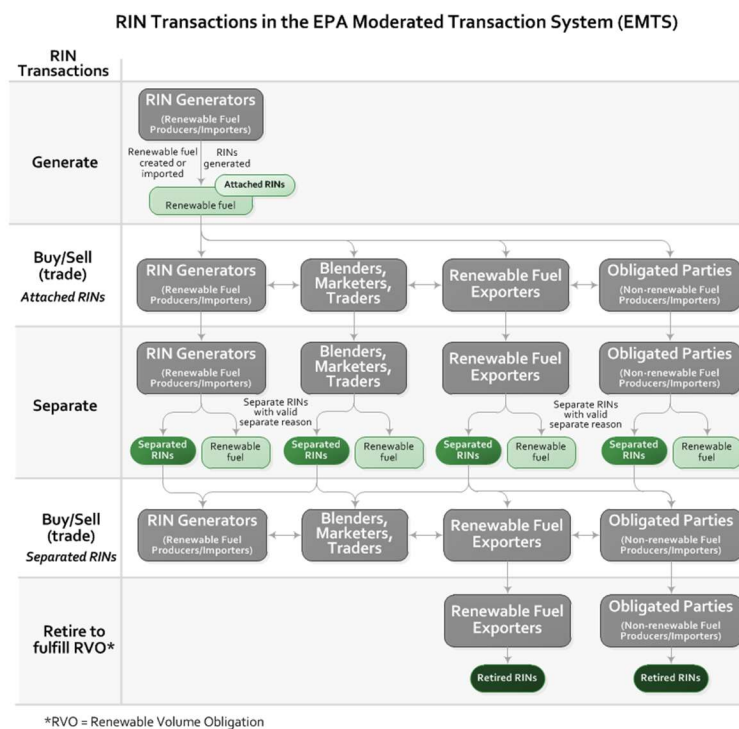 RIN Transactions in the EPA Moderated Transaction System (EMTS)
RIN
Transactions
Generate
RIN Generators
(Renewable Fuel
Producers/Importers)
Renewable fuel
created or
imported
RINs
generated
Attached RINs
Renewable fuel
Buy/Sell
(trade)
Attached RINs
RIN Generators
(Renewable Fuel
Producers/Importers)
Blenders,
Marketers,
Traders
Renewable Fuel
Exporters
Obligated Parties
(Non-renewable Fuel
Producers/Importers)
Separate
RIN Generators
(Renewable Fuel
Producers/Importers)
Blenders,
Marketers,
Traders
Renewable Fuel
Exporters
Obligated Parties
(Non-renewable Fuel
Producers/Importers)
Separate RINs
with valid
separate reason
Separate RINs
with valid
separate reason
Separated
RINs
Renewable
fuel
Separated
RINs
Renewable
fuel
Separated
RINs
Renewable
fuel
Separated
RINs
Renewable
fuel
Buy/Sell
(trade)
Separated RINs
RIN Generators
(Renewable Fuel
Producers/Importers)
Blenders,
Marketers,
Traders
Renewable Fuel
Exporters
Obligated Parties
(Non-renewable Fuel
Producers/Importers)
Retire to
fulfill RVO*
Renewable Fuel
Exporters
Obligated Parties
(Non-renewable Fuel
Producers/Importers)
Retired RINs
Retired RINs
*RVO = Renewable Volume Obligation